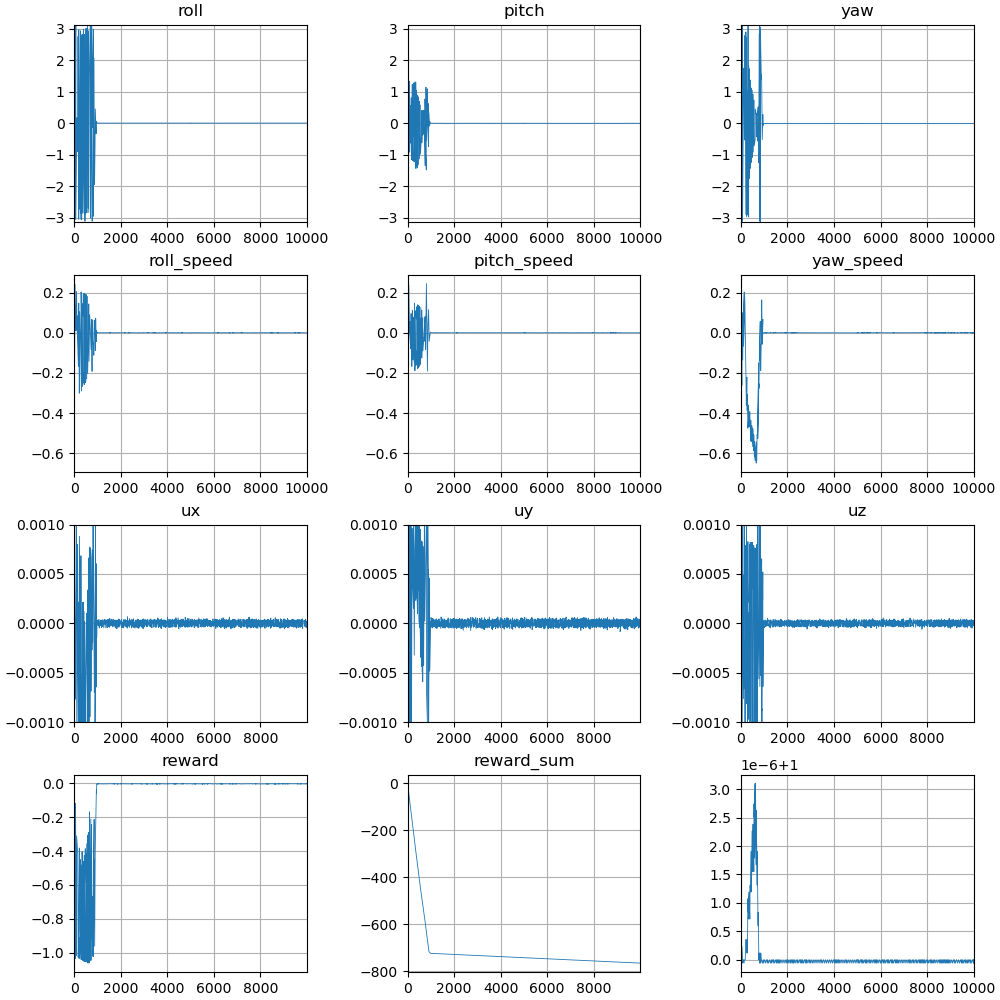 roll pitch yaw
3 3 3
2 2 2
1 1 1
0 0 0
−1 −1 −1
−2 −2 −2
−3 −3 −3
0 2000 4000 6000 8000 10000 0 2000 4000 6000 8000 10000 0 2000 4000 6000 8000 10000
roll_speed pitch_speed yaw_speed
0.2 0.2 0.2
0.0 0.0 0.0
−0.2 −0.2 −0.2
−0.4 −0.4 −0.4
−0.6 −0.6 −0.6
0 2000 4000 6000 8000 10000 0 2000 4000 6000 8000 10000 0 2000 4000 6000 8000 10000
ux uy uz
0.0010 0.0010 0.0010
0.0005 0.0005 0.0005
0.0000 0.0000 0.0000
−0.0005 −0.0005 −0.0005
−0.0010 −0.0010 −0.0010
0 2000 4000 6000 8000 0 2000 4000 6000 8000 0 2000 4000 6000 8000
reward reward_sum 1e−6+1
0.0 0 3.0
−0.2 −200 2.5
−0.4 −400 2.0
−0.6 −600 1.5
−0.8 −800 1.0
−1.0 0.5
0.0
0 2000 4000 6000 8000 10000 0 2000 4000 6000 8000 10000 0 2000 4000 6000 8000 10000